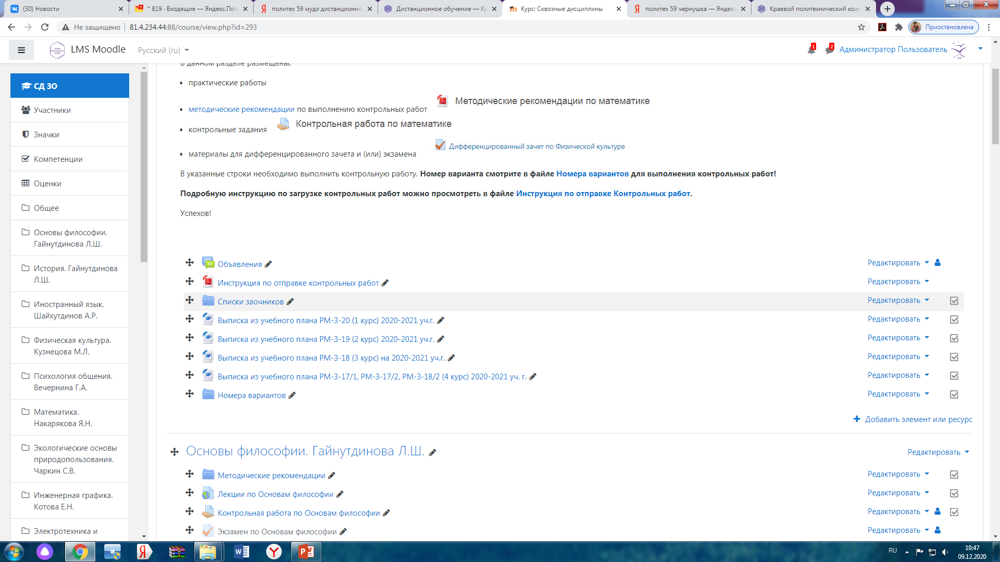 (30) Новости
* 819 · Входящие — Яндекс.Поч
политех 59 мудл дистанционно
Дистанционное обучение — Кр
Курс: Сквозные дисциплины
политех 59 чернушка — Яндекс
Краевой политехнический колл
Не защищено
81.4.234.44:88/course/view.php?id=293
Приостановлена
LMS Moodle
Русский (ru)
1
2
Администратор Пользователь
СД ЗО
Участники
Значки
Компетенции
Оценки
Общее
Основы философии.
Гайнутдинова Л.Ш.
История. Гайнутдинова
Л.Ш.
Иностранный язык.
Шайхутдинов А.Р.
Физическая культура.
Кузнецова М.Л.
Психология общения.
Вечернина Г.А.
Математика.
Накарякова Я.Н.
Экологические основы
природопользования.
Чаркин С.В.
Инженерная графика.
Котова Е.Н.
Электротехника и
В данном разделе размещены:
практические работы
методические рекомендации по выполнению контрольных работ Методические рекомендации по математике
контрольные задания Контрольная работа по математике
материалы для дифференцированного зачета и (или) экзамена Дифференцированный зачет по Физической культуре
В указанные строки необходимо выполнить контрольную работу. Номер варианта смотрите в файле Номера вариантов для выполнения контрольных работ!
Подробную инструкцию по загрузке контрольных работ можно просмотреть в файле Инструкция по отправке Контрольных работ.
Успехов!
Объявления Редактировать
Инструкция по отправке контрольных работ Редактировать
Списки заочников Редактировать
Выписка из учебного плана РМ-3-20 (1 курс) 2020-2021 уч.г. Редактировать
Выписка из учебного плана РМ-3-19 (2 курс) 2020-2021 уч.г. Редактировать
Выписка из учебного плана РМ-3-18 (3 курс) на 2020-2021 уч.г. Редактировать
Выписка из учебного плана РМ-3-17/1, РМ-3-17/2, РМ-3-18/2 (4 курс) 2020-2021 уч. г. Редактировать
Номера вариантов Редактировать
Добавить элемент или ресурс
Основы философии. Гайнутдинова Л.Ш. Редактировать
Методические рекомендации Редактировать
Лекции по Основам философии Редактировать
Контрольная работа по Основам философии Редактировать
Экзамен по Основам философии Редактировать
RU
10:47
09.12.2020